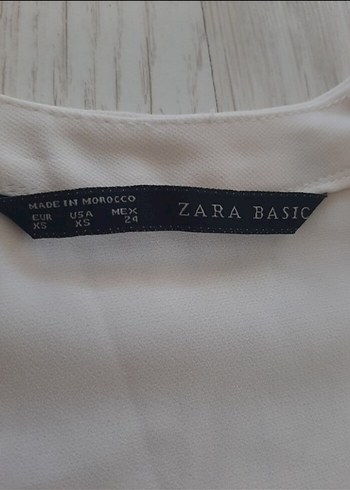 MADE IN MOROCCO
EUR USA MEX
XS XS 24
ZARA BASIC